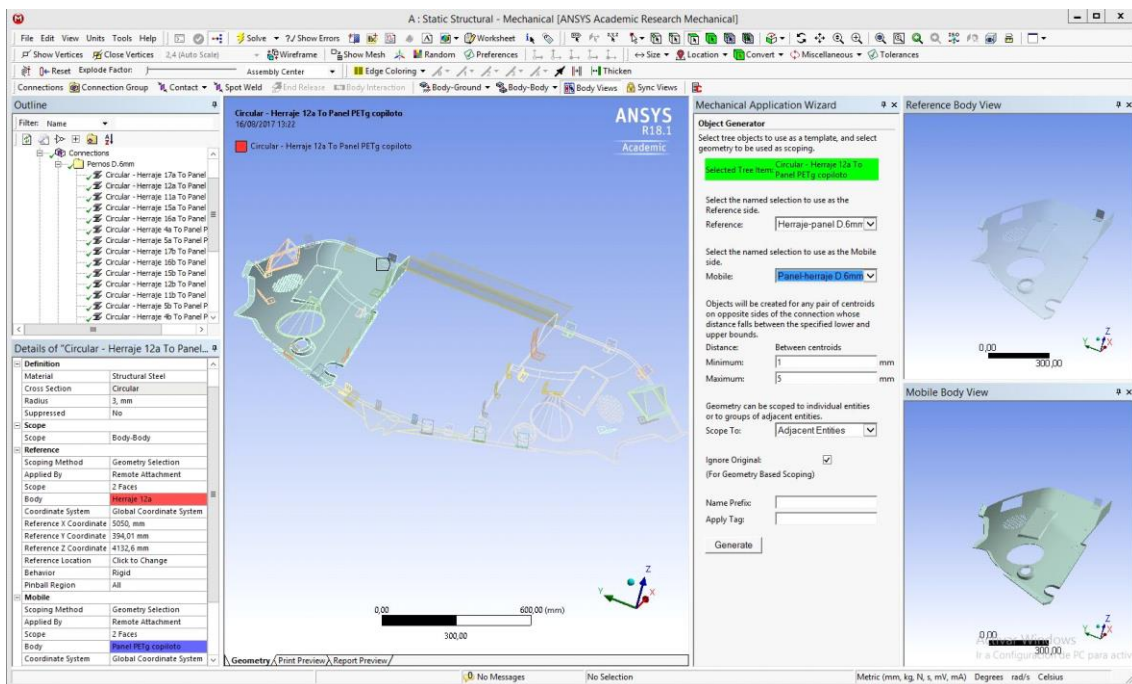 A : Static Structural - Mechanical [ANSYS Academic Research Mechanical]
File Edit View Units Tools Help Solve ?/ Show Errors Worksheet
Show Vertices Close Vertices 2,4 (Auto Scale) Wireframe Show Mesh Random Preferences Size Location Convert Miscellaneous Tolerances
Reset Explode Factor: Assembly Center Edge Coloring Thicken
Connections Connection Group Contact Spot Weld End Release Body Interaction Body-Ground Body-Body Body Views Sync Views
Outline
Filter: Name
Connections
Pernos D.6mm
Circular - Herraje 17a To Panel
Circular - Herraje 12a To Panel
Circular - Herraje 11a To Panel
Circular - Herraje 15a To Panel
Circular - Herraje 16a To Panel
Circular - Herraje 4a To Panel P
Circular - Herraje 5a To Panel P
Circular - Herraje 17b To Panel
Circular - Herraje 16b To Panel
Circular - Herraje 15b To Panel
Circular - Herraje 12b To Panel
Circular - Herraje 11b To Panel
Circular - Herraje 5b To Panel P
Circular - Herraje 4b To Panel P
Details of "Circular - Herraje 12a To Panel...
Definition
Material Structural Steel
Cross Section Circular
Radius 3, mm
Suppressed No
Scope
Scope Body-Body
Reference
Scoping Method Geometry Selection
Applied By Remote Attachment
Scope 2 Faces
Body Herraje 12a
Coordinate System Global Coordinate System
Reference X Coordinate 5050, mm
Reference Y Coordinate 394,01 mm
Reference Z Coordinate 4132,6 mm
Reference Location Click to Change
Behavior Rigid
Pinball Region All
Mobile
Scoping Method Geometry Selection
Applied By Remote Attachment
Scope 2 Faces
Body Panel PETg copiloto
Coordinate System Global Coordinate System
Circular - Herraje 12a To Panel PETg copiloto
16/08/2017 13:22
Circular - Herraje 12a To Panel PETg copiloto
ANSYS
R18.1
Academic
Z
Y
X
0,00 600,00 (mm)
300,00
Geometry Print Preview Report Preview
Mechanical Application Wizard
Object Generator
Select tree objects to use as a template, and select
geometry to be used as scoping.
Selected Tree Item: Circular - Herraje 12a To
Panel PETg copiloto
Select the named selection to use as the
Reference side.
Reference: Herraje-panel D.6mm
Select the named selection to use as the Mobile
side.
Mobile: Panel-herraje D.6mm
Objects will be created for any pair of centroids
on opposite sides of the connection whose
distance falls between the specified lower and
upper bounds.
Distance: Between centroids
Minimum: 1 mm
Maximum: 5 mm
Geometry can be scoped to individual entities
or to groups of adjacent entities.
Scope To: Adjacent Entities
Ignore Original:
(For Geometry Based Scoping)
Name Prefix:
Apply Tag:
Generate
Reference Body View
Z
Y
X
0,00
300,00
Mobile Body View
Z
Y
X
0,00
300,00
Activar Windows
Ir a Configuración de PC para activ
No Messages No Selection Metric (mm, kg, N, s, mV, mA) Degrees rad/s Celsius